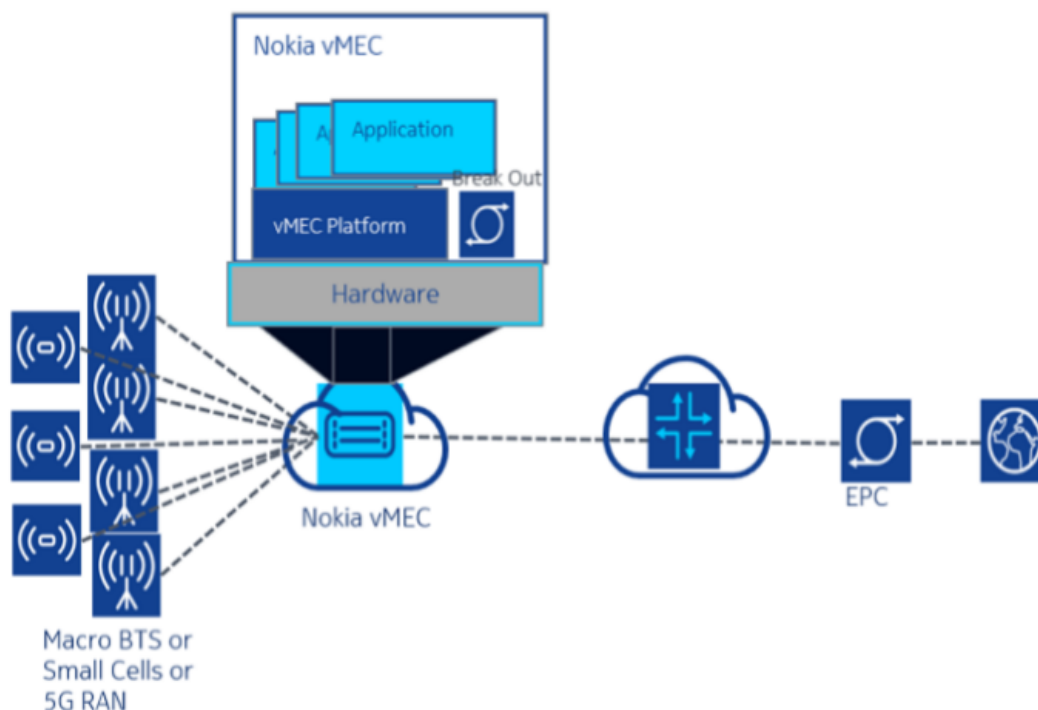 Nokia vMEC
Application
Ap
Break Out
vMEC Platform
Hardware
Nokia vMEC
EPC
Macro BTS or
Small Cells or
5G RAN